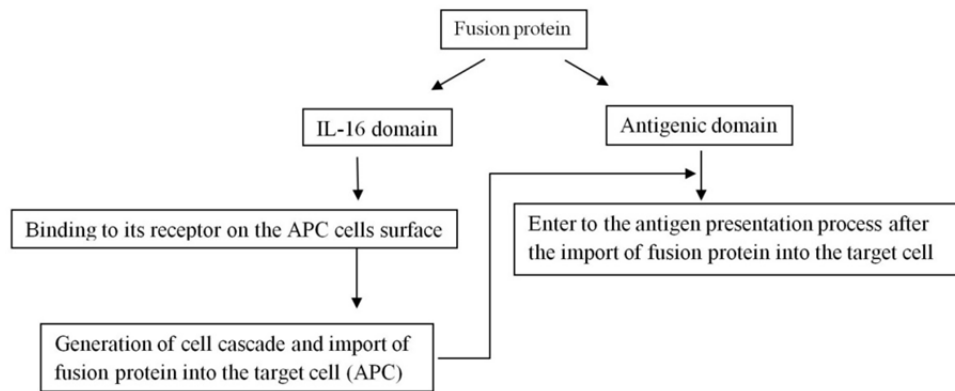 Fusion protein
IL-16 domain
Antigenic domain
Binding to its receptor on the APC cells surface
Enter to the antigen presentation process after
the import of fusion protein into the target cell
Generation of cell cascade and import of
fusion protein into the target cell (APC)